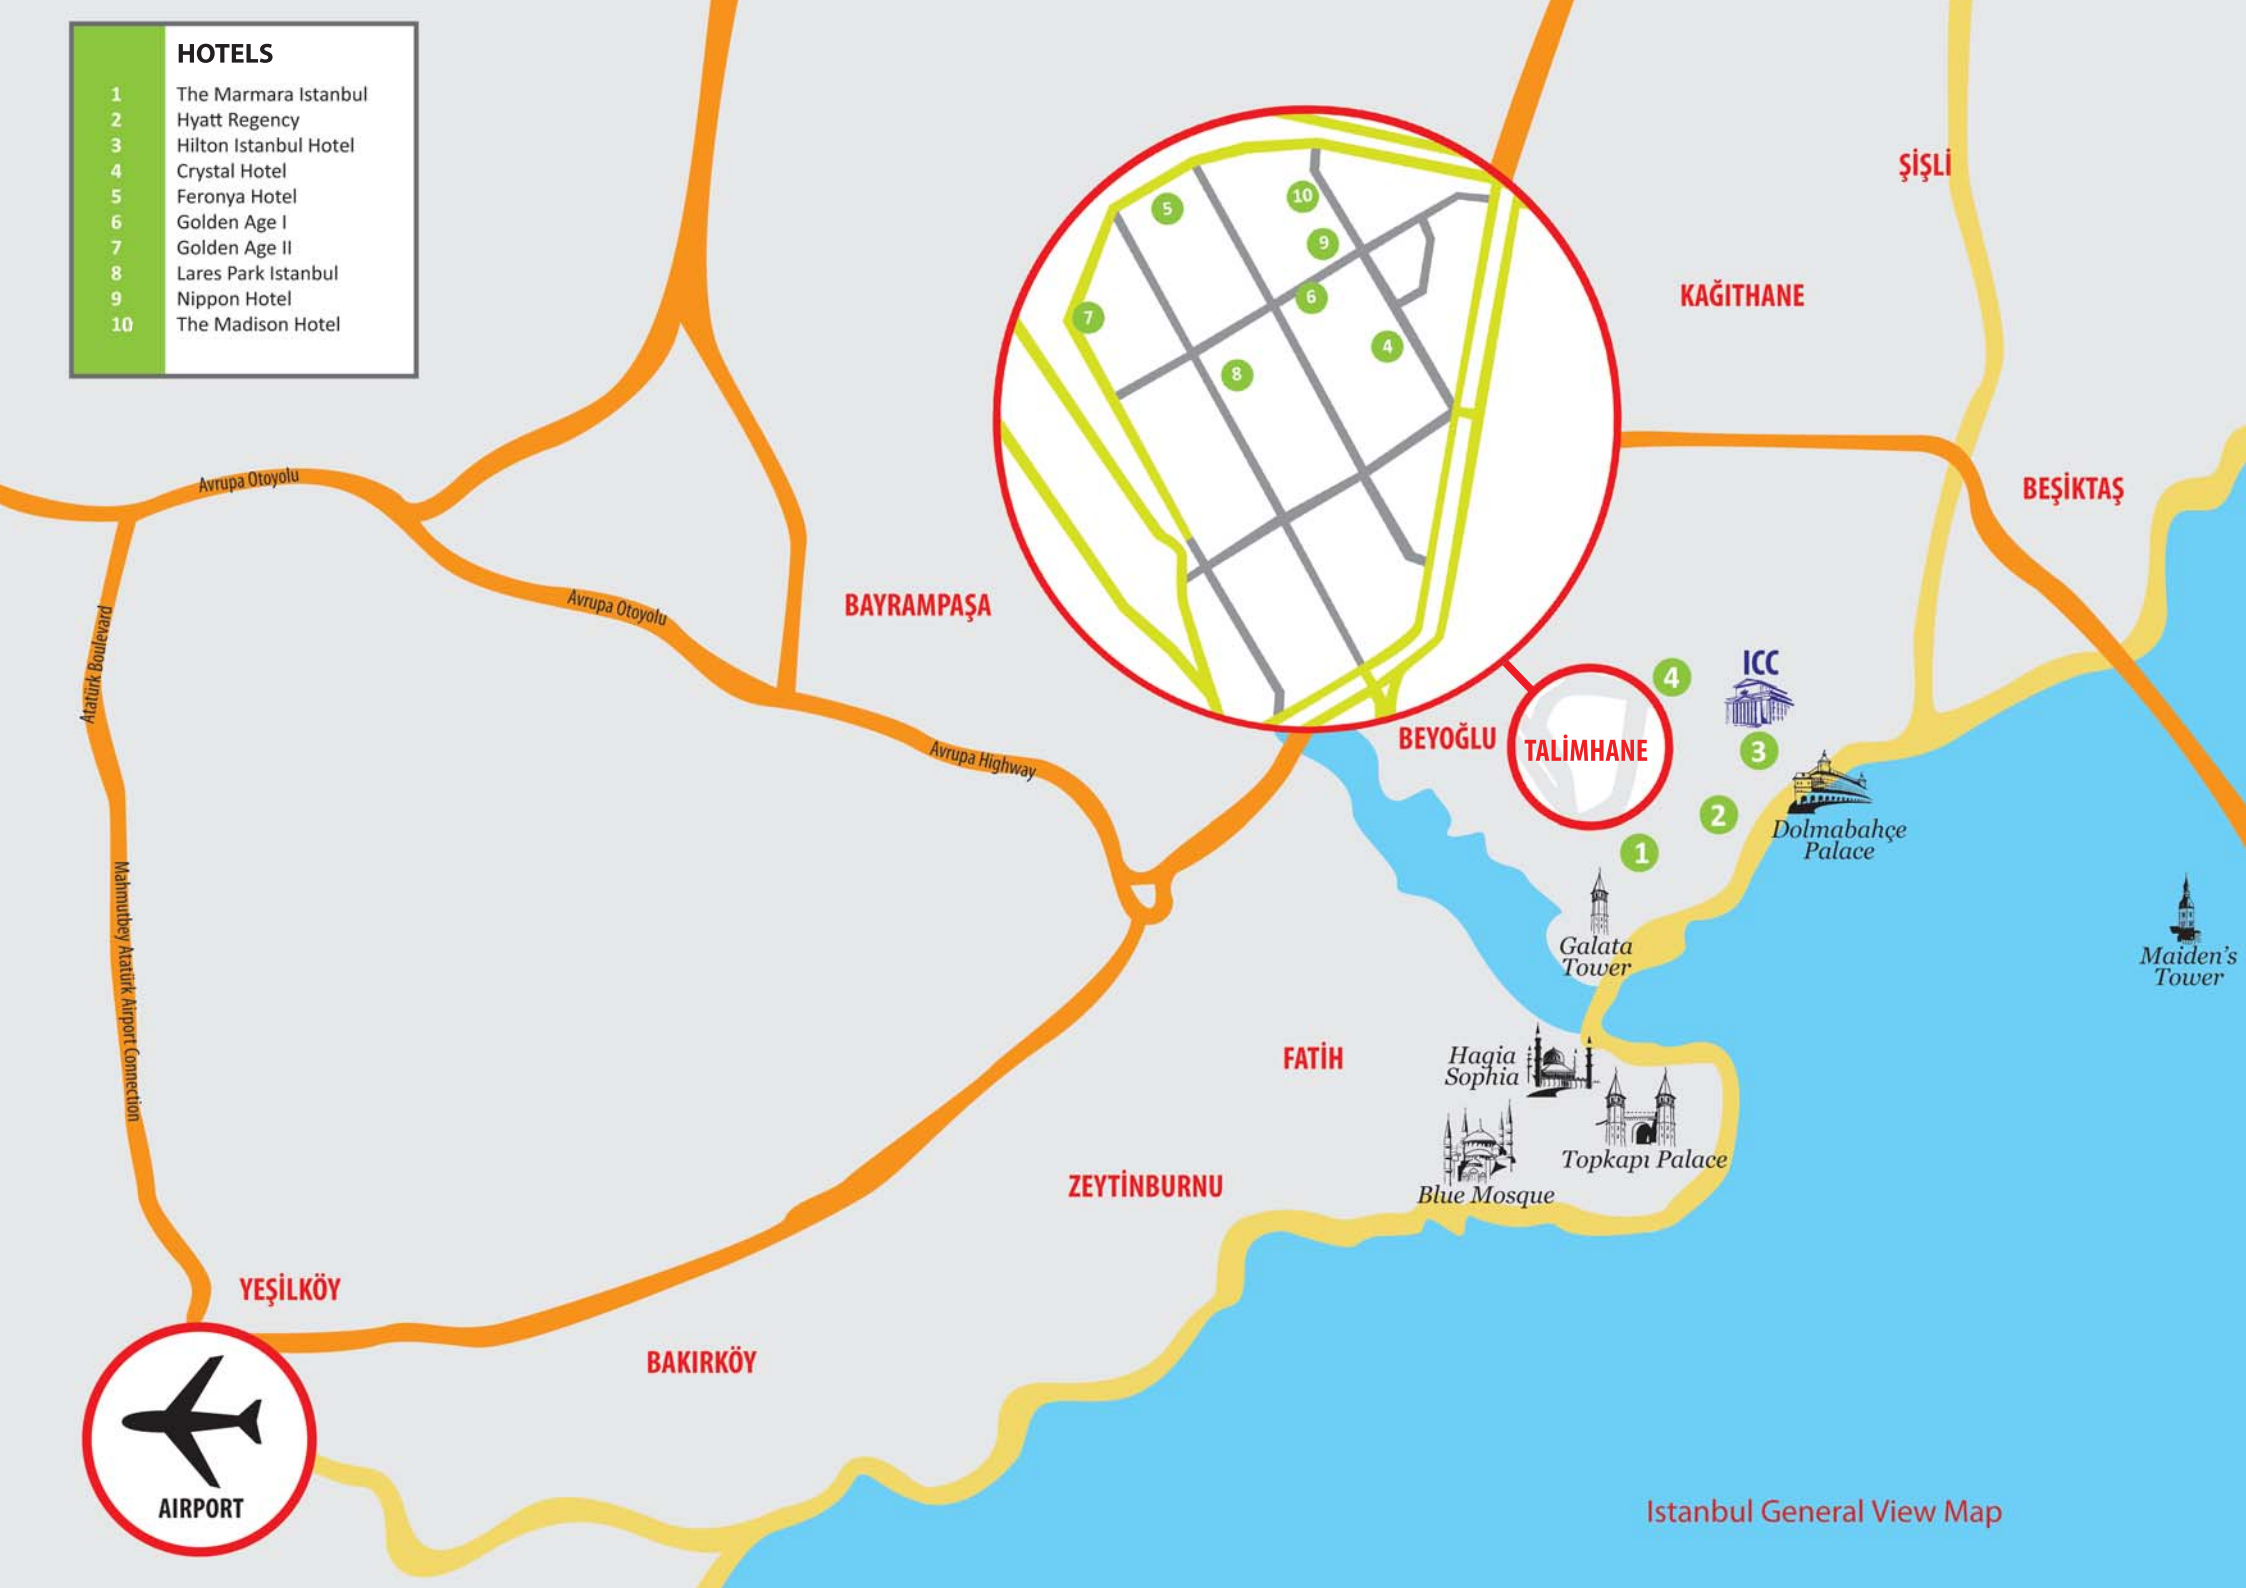 HOTELS
1 The Marmara Istanbul
2 Hyatt Regency
3 Hilton Istanbul Hotel
4 Crystal Hotel
5 Feronya Hotel
6 Golden Age I
7 Golden Age II
8 Lares Park Istanbul
9 Nippon Hotel
10 The Madison Hotel
ŞİŞLİ
5
10
9
6
7
4
8
KAĞITHANE
BEŞİKTAŞ
Avrupa Otoyolu
Avrupa Otoyolu
BAYRAMPAŞA
Atatürk Boulevard
Avrupa Highway
BEYOĞLU
TALİMHANE
4
ICC
3
2
1
Dolmabahçe
Palace
Mahmutbey Atatürk Airport Connection
Galata
Tower
Maiden's
Tower
FATİH
Hagia
Sophia
Topkapı Palace
Blue Mosque
ZEYTİNBURNU
YEŞİLKÖY
BAKIRKÖY
AIRPORT
Istanbul General View Map